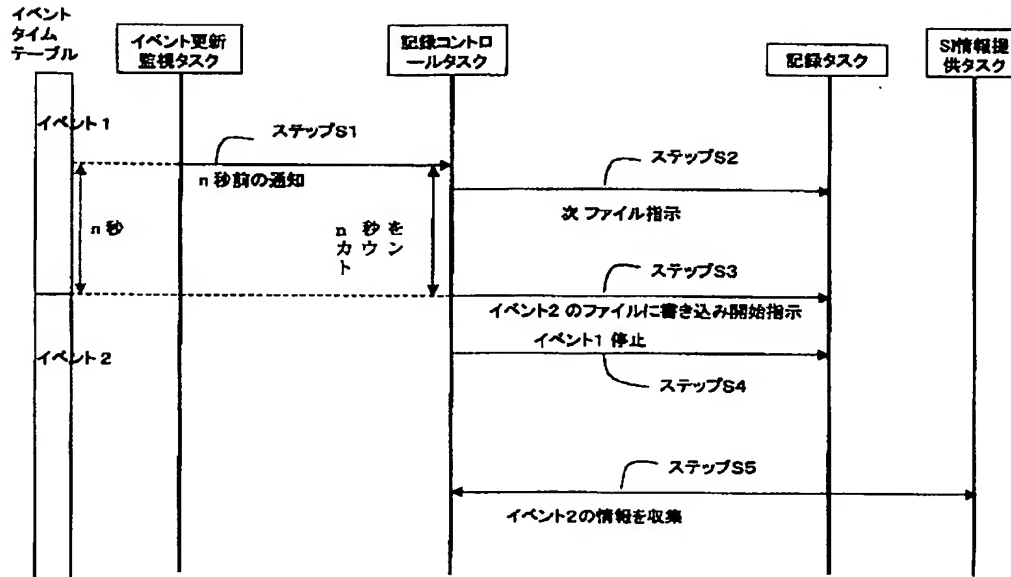 イベント
タイム
テーブル
イベント更新
監視タスク
記録コントロ
ールタスク
記録タスク
SI情報提
供タスク
イベント1
ステップS1
n 秒前の通知
ステップS2
次 ファイル指示
n 秒
n 秒を
カウン
ト
ステップS3
イベント2 のファイルに書き込み開始指示
イベント1 停止
イベント2
ステップS4
ステップS5
イベント2の情報を収集